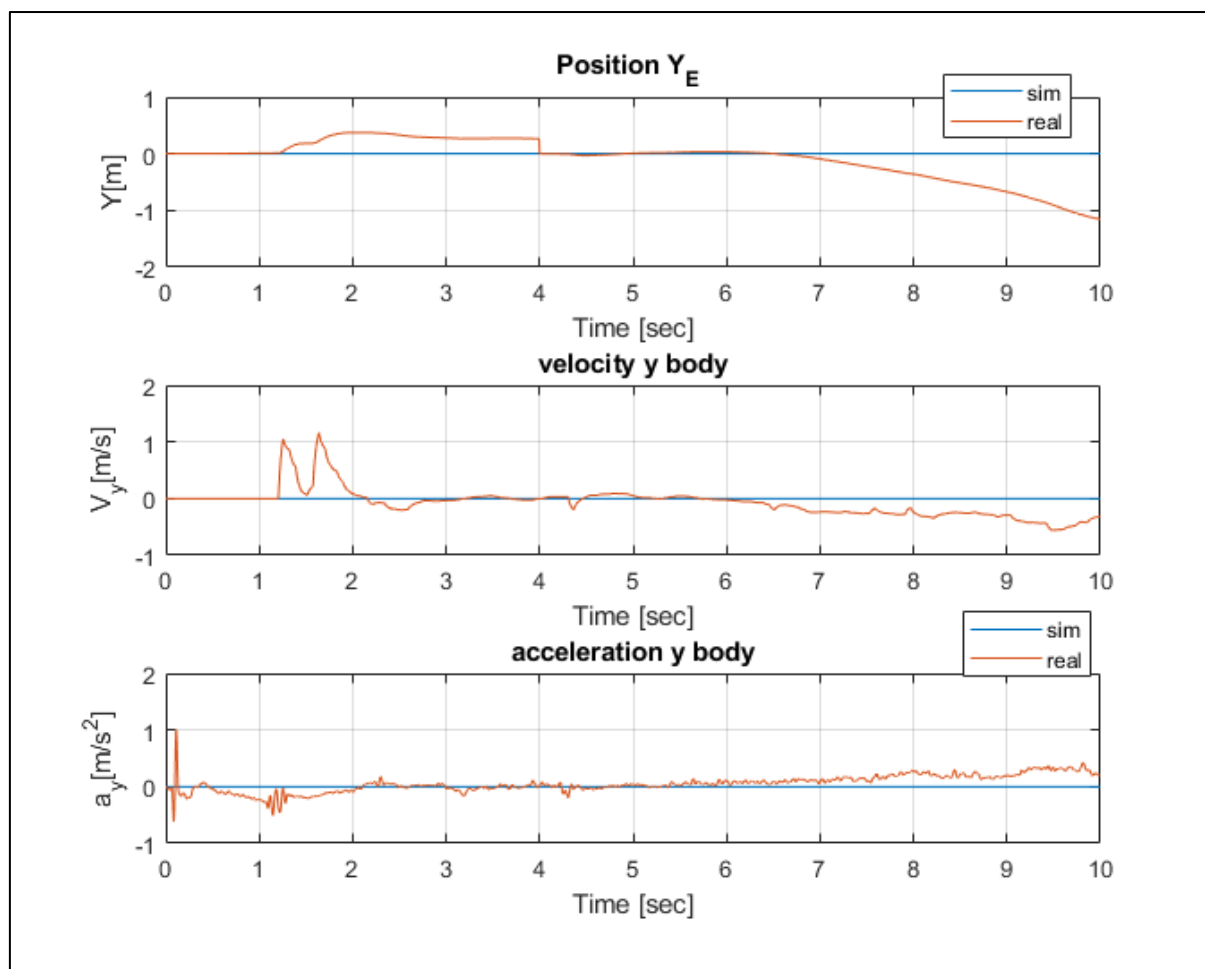 Position Y_E
sim
real
1
0
-1
-2
Y[m]
0 1 2 3 4 5 6 7 8 9 10
Time [sec]
velocity y body
2
1
0
-1
V_y[m/s]
0 1 2 3 4 5 6 7 8 9 10
Time [sec]
sim
real
acceleration y body
2
1
0
-1
a_y[m/s^2]
0 1 2 3 4 5 6 7 8 9 10
Time [sec]